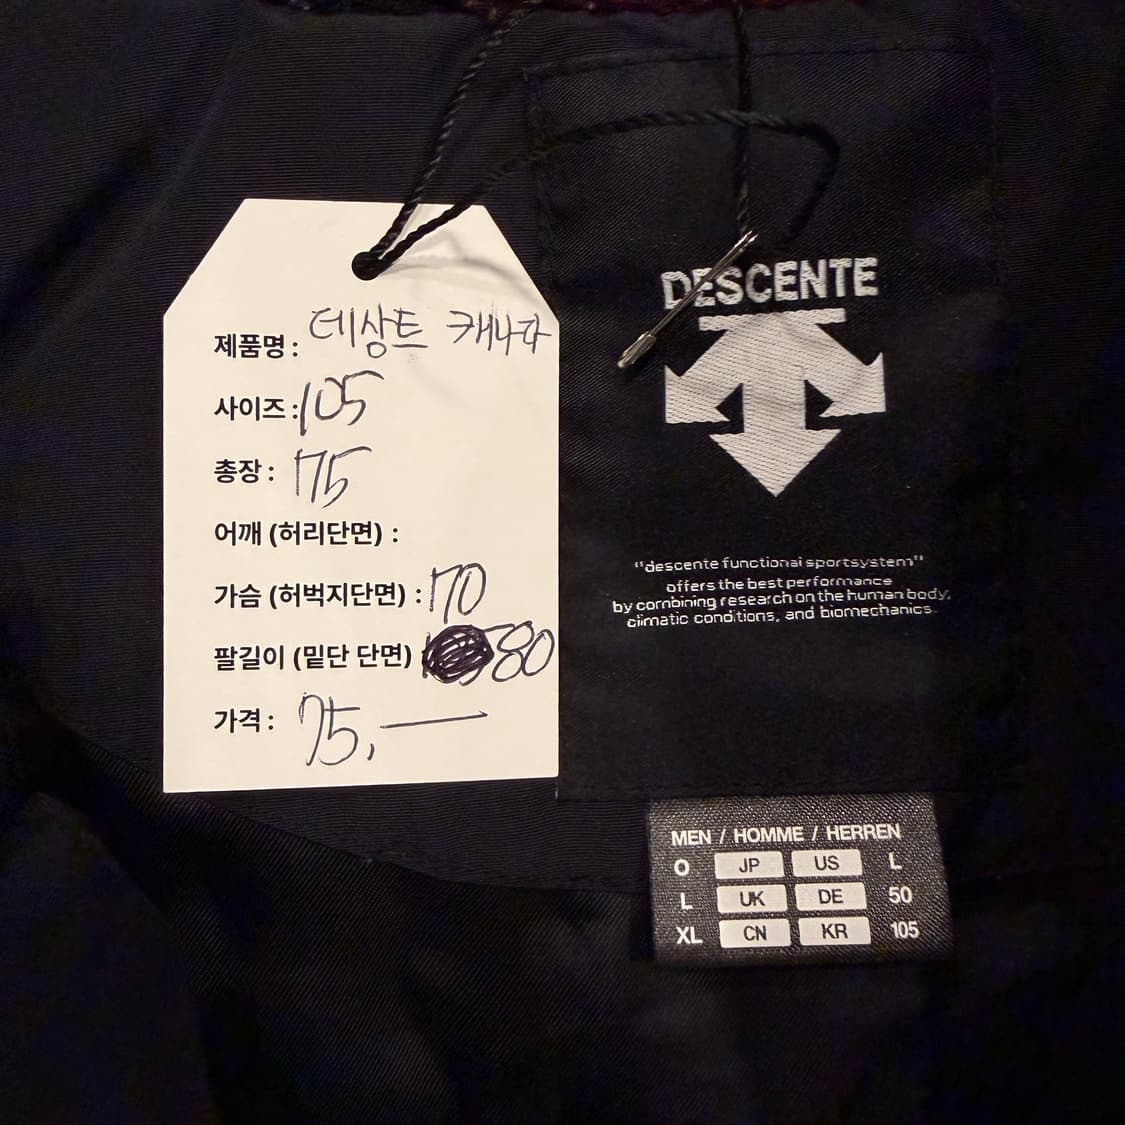 제품명 : 데상트 캐나다
사이즈 : 105
총장 : 75
어깨 (허리단면) :
가슴 (허벅지단면) : 70
팔길이 (밑단 단면) 80
가격 : 75,—
DESCENTE
"descente functional sportsystem"
offers the best performance
by combining research on the human body,
climatic conditions, and biomechanics.
MEN / HOMME / HERREN
O JP US L
L UK DE 50
XL CN KR 105